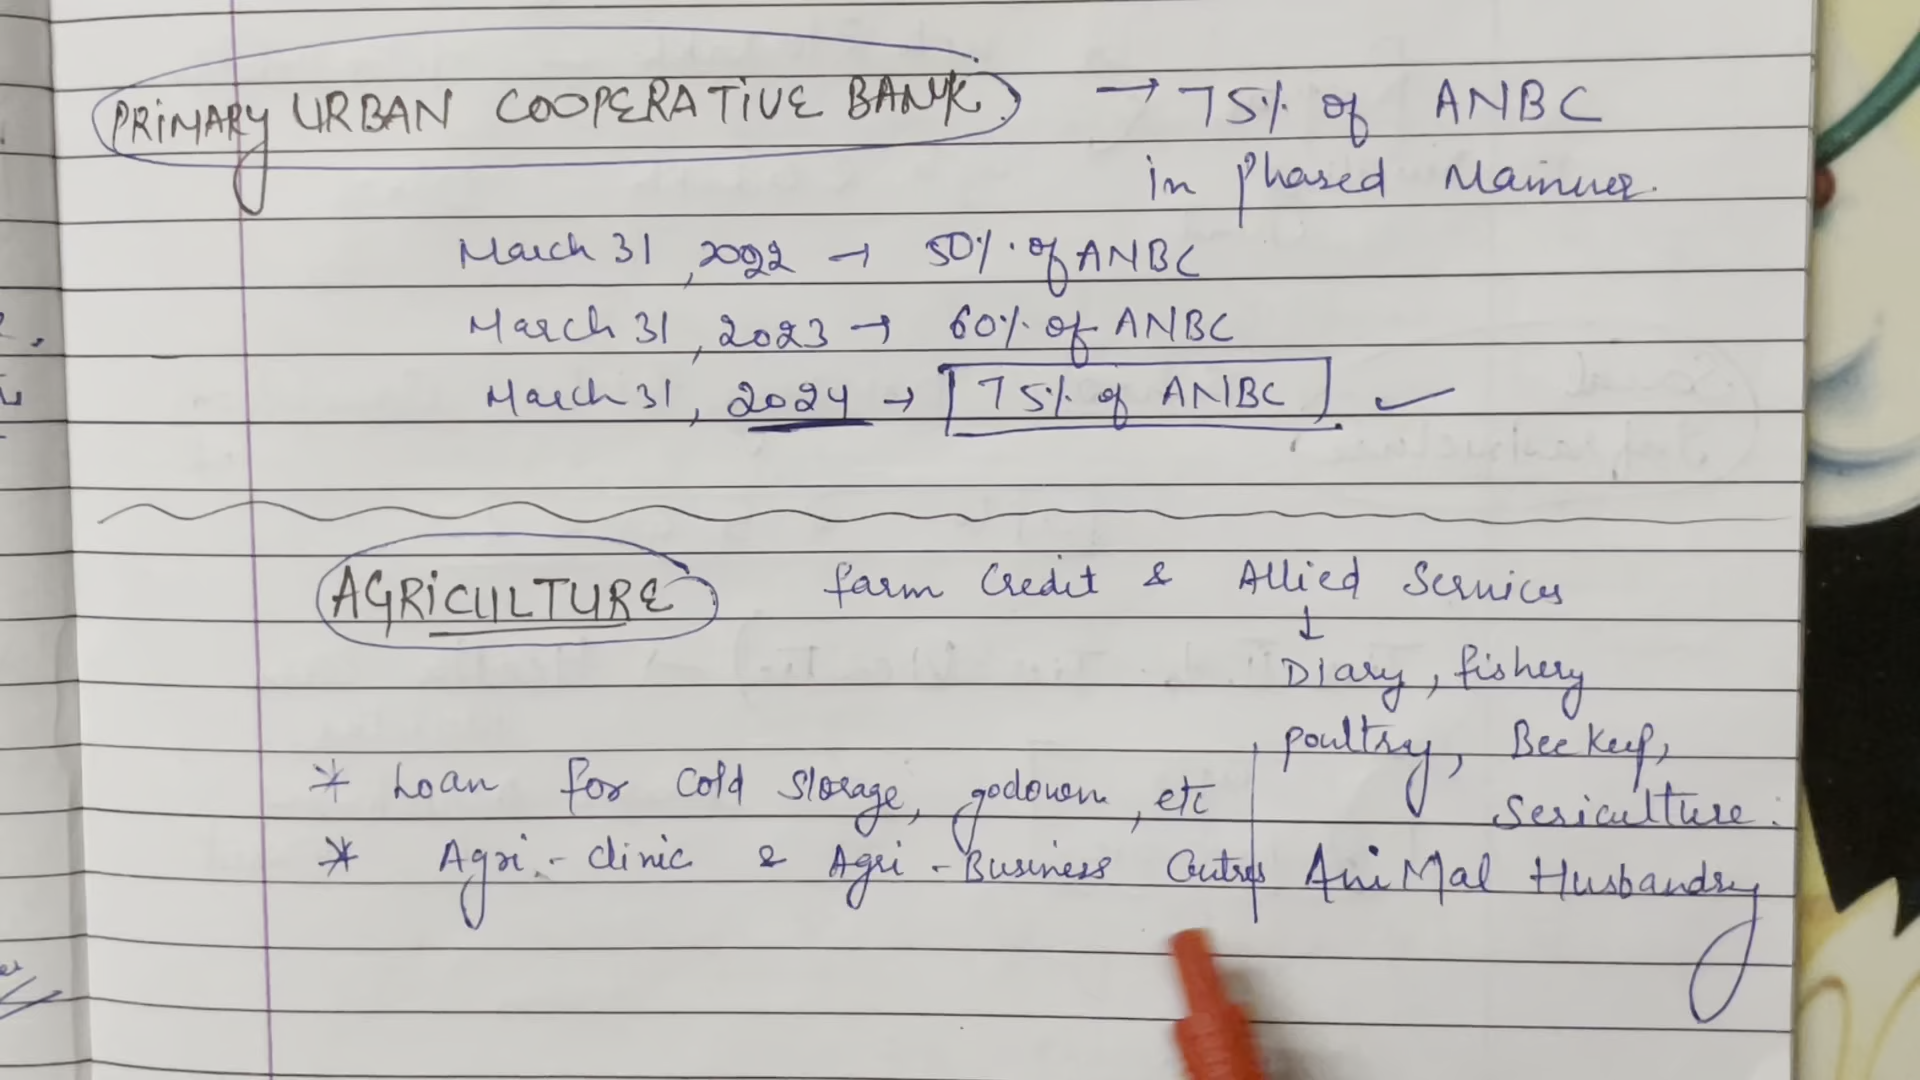 PRIMARY URBAN COOPERATIVE BANK. → 75% of ANBC
in phased Mannner.
March 31, 2022 → 50% of ANBC
March 31, 2023 → 60% of ANBC
March 31, 2024 → 75% of ANBC ✓
AGRICULTURE farm Credit & Allied Services
↓
Diary, fishery
poultry, Bee keep,
* Loan for Cold Storage, godown, etc
Sericulture.
* Agri - clinic & Agri - Business Centres
Animal Husbandry